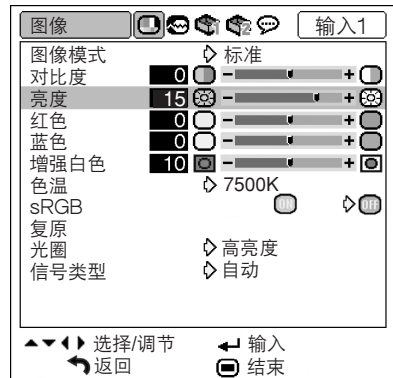 图像 输入1
图像模式 标准
对比度 0 - +
亮度 15 - +
红色 0 - +
蓝色 0 - +
增强白色 10 - +
色温 7500K
sRGB ON OFF
复原
光圈 高亮度
信号类型 自动
选择/调节 输入
返回 结束